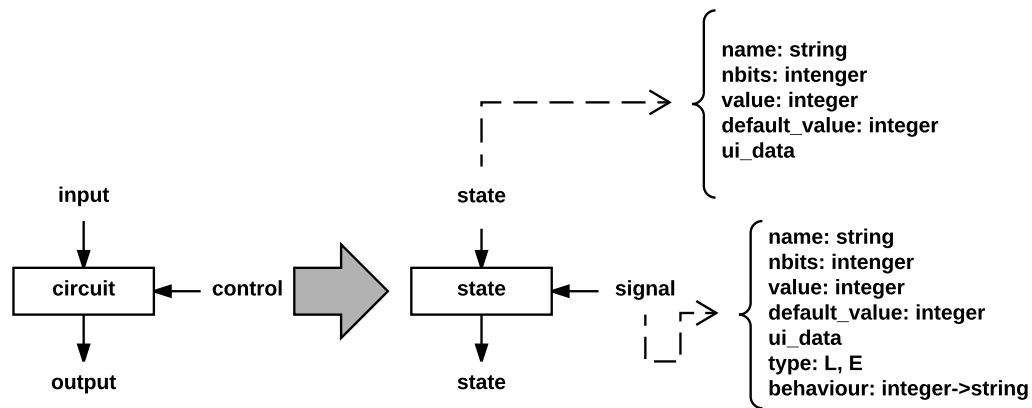 name: string
nbits: intenger
value: integer
default_value: integer
ui_data
input
state
name: string
nbits: intenger
value: integer
default_value: integer
ui_data
type: L, E
behaviour: integer->string
circuit
control
state
signal
output
state